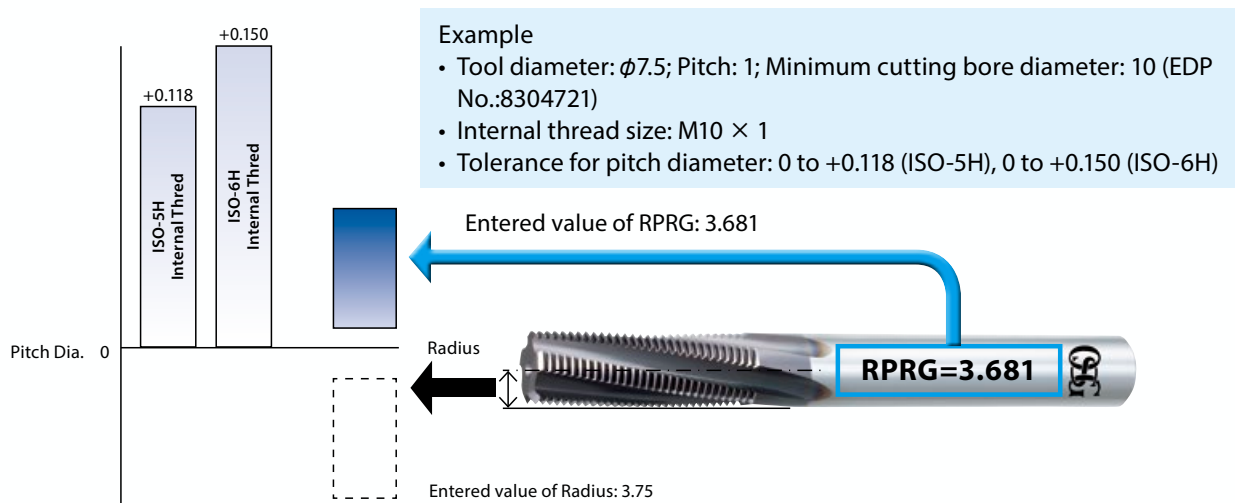 +0.150
+0.118
ISO-5H
Internal Thred
ISO-6H
Internal Thred
Pitch Dia. 0
Example
• Tool diameter: φ7.5; Pitch: 1; Minimum cutting bore diameter: 10 (EDP
No.:8304721)
• Internal thread size: M10 × 1
• Tolerance for pitch diameter: 0 to +0.118 (ISO-5H), 0 to +0.150 (ISO-6H)
Entered value of RPRG: 3.681
Radius
RPRG=3.681
OSG
Entered value of Radius: 3.75